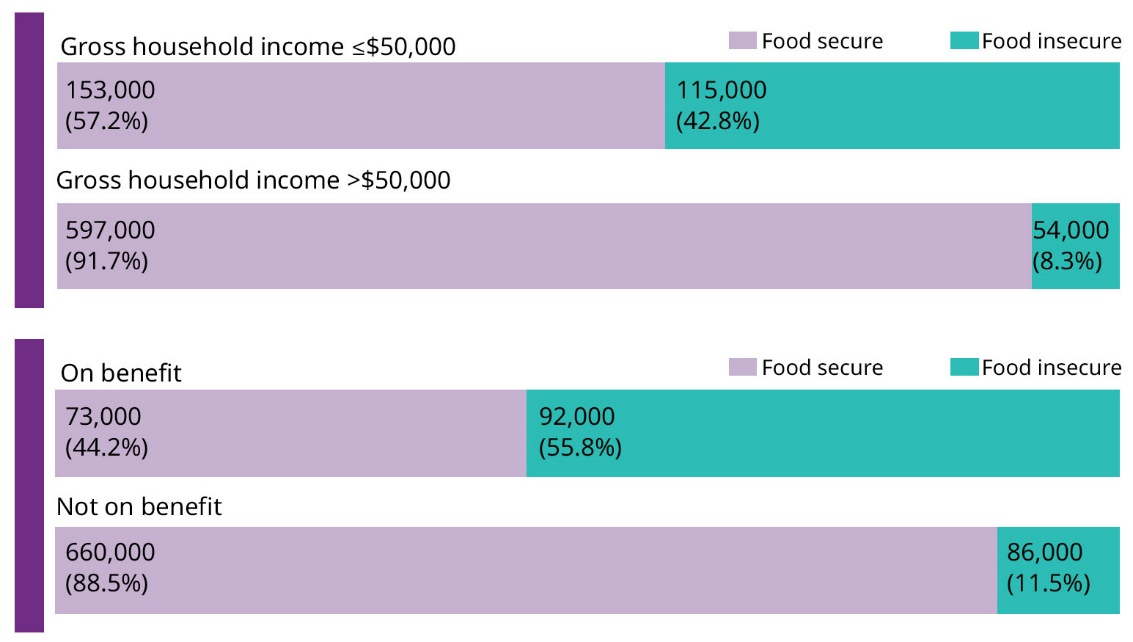 Gross household income ≤$50,000
Food secure
Food insecure
153,000
(57.2%)
115,000
(42.8%)
Gross household income >$50,000
597,000
(91.7%)
54,000
(8.3%)
On benefit
Food secure
Food insecure
73,000
(44.2%)
92,000
(55.8%)
Not on benefit
660,000
(88.5%)
86,000
(11.5%)